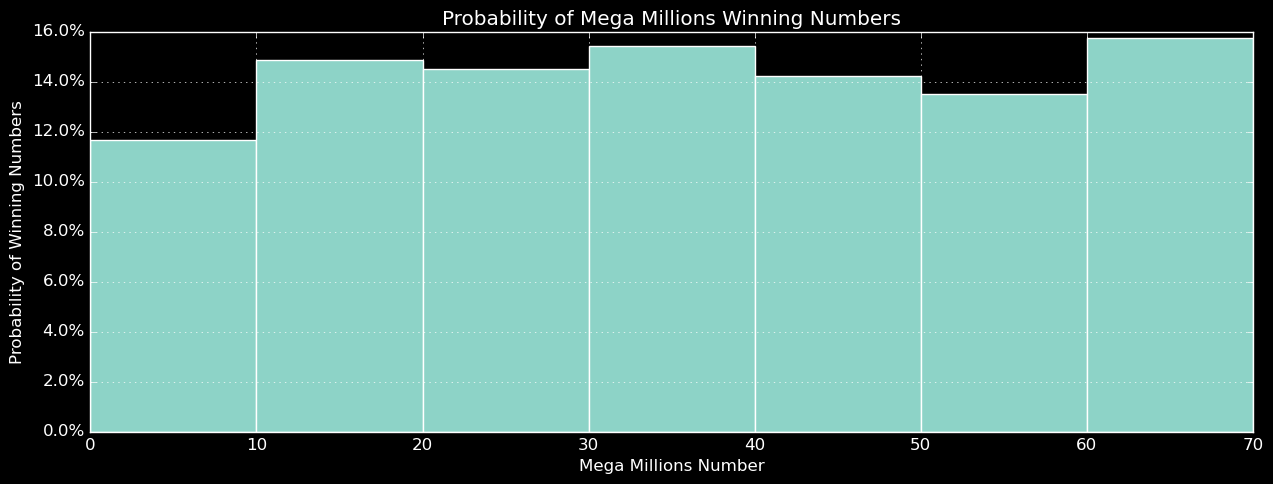 Probability of Mega Millions Winning Numbers
Probability of Winning Numbers
16.0%
14.0%
12.0%
10.0%
8.0%
6.0%
4.0%
2.0%
0.0%
0 10 20 30 40 50 60 70
Mega Millions Number